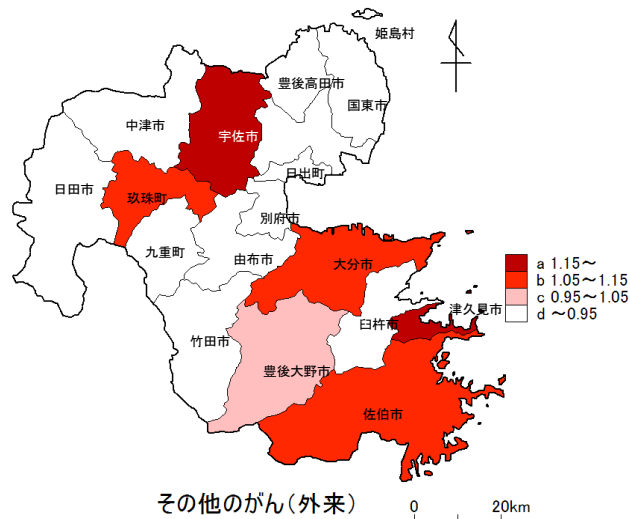 姫島村
豊後高田市
国東市
中津市
宇佐市
日出町
日田市
玖珠町
別府市
九重町
由布市
大分市
a 1.15～
b 1.05～1.15
c 0.95～1.05
d ～0.95
津久見市
臼杵市
竹田市
豊後大野市
佐伯市
その他のがん(外来)
0 20km